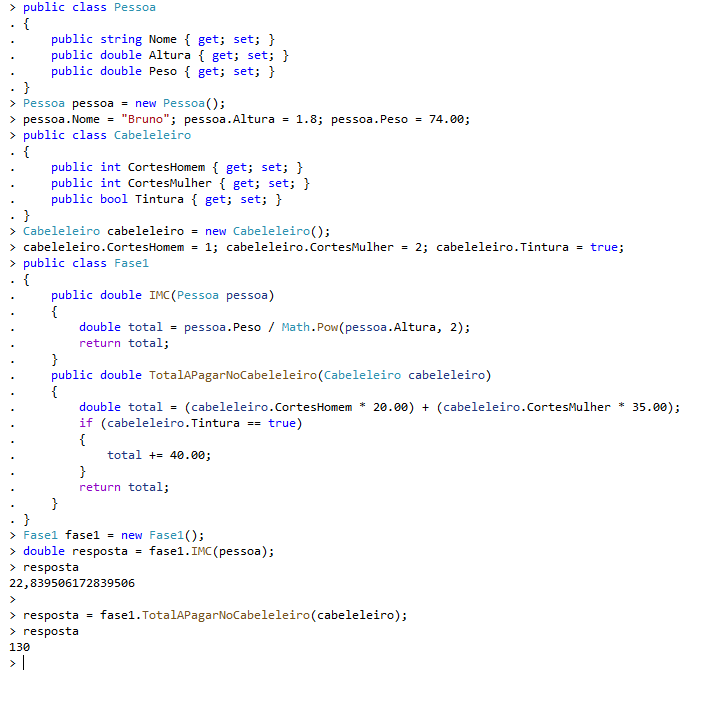 > public class Pessoa
. {
.     public string Nome { get; set; }
.     public double Altura { get; set; }
.     public double Peso { get; set; }
. }
> Pessoa pessoa = new Pessoa();
> pessoa.Nome = "Bruno"; pessoa.Altura = 1.8; pessoa.Peso = 74.00;
> public class Cabeleleiro
. {
.     public int CortesHomem { get; set; }
.     public int CortesMulher { get; set; }
.     public bool Tintura { get; set; }
. }
> Cabeleleiro cabeleleiro = new Cabeleleiro();
> cabeleleiro.CortesHomem = 1; cabeleleiro.CortesMulher = 2; cabeleleiro.Tintura = true;
> public class Fase1
. {
.     public double IMC(Pessoa pessoa)
.     {
.         double total = pessoa.Peso / Math.Pow(pessoa.Altura, 2);
.         return total;
.     }
.     public double TotalAPagarNoCabeleleiro(Cabeleleiro cabeleleiro)
.     {
.         double total = (cabeleleiro.CortesHomem * 20.00) + (cabeleleiro.CortesMulher * 35.00);
.         if (cabeleleiro.Tintura == true)
.         {
.             total += 40.00;
.         }
.         return total;
.     }
. }
> Fase1 fase1 = new Fase1();
> double resposta = fase1.IMC(pessoa);
> resposta
22,839506172839506
>
> resposta = fase1.TotalAPagarNoCabeleleiro(cabeleleiro);
> resposta
130
>